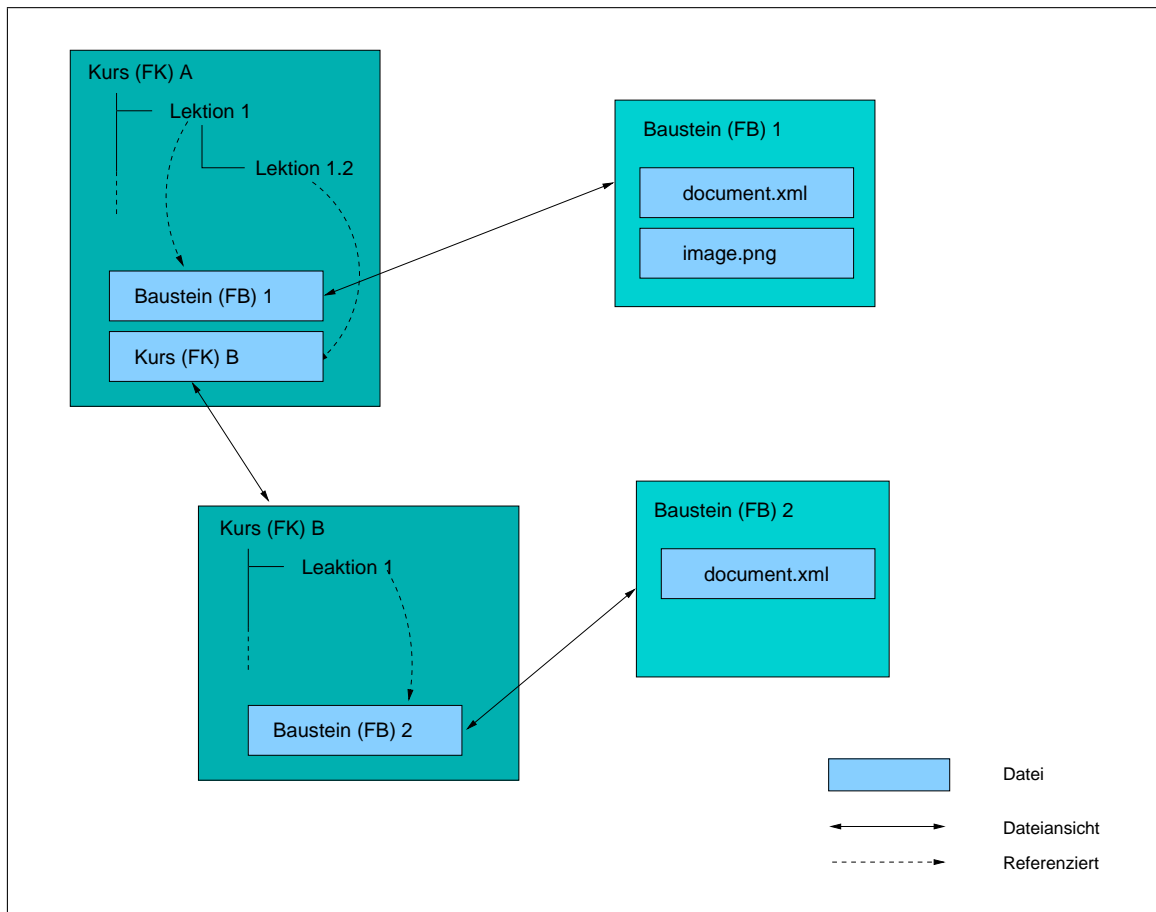 Kurs (FK) A
Lektion 1
Lektion 1.2
Baustein (FB) 1
Kurs (FK) B
Baustein (FB) 1
document.xml
image.png
Kurs (FK) B
Leaktion 1
Baustein (FB) 2
Baustein (FB) 2
document.xml
Datei
Dateiansicht
Referenziert